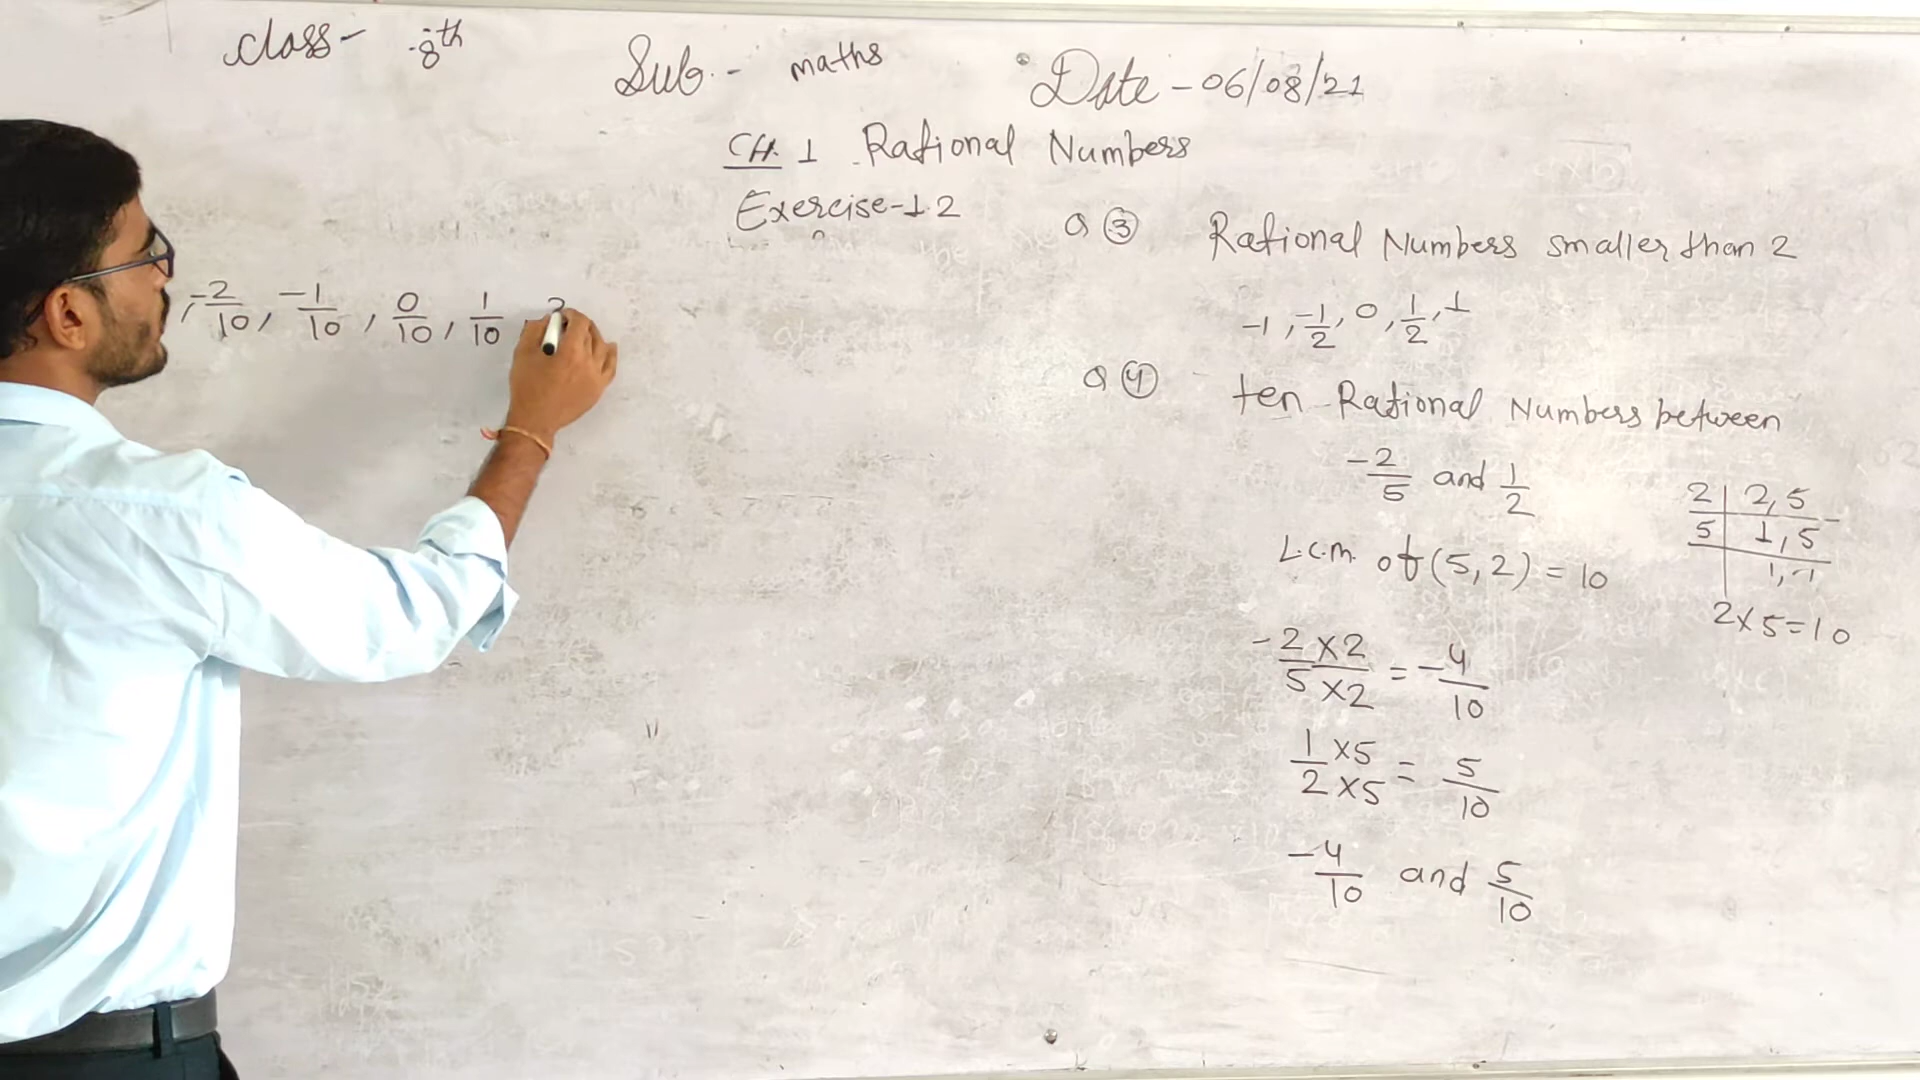 Class - 8th
Sub. - maths
Date - 06/08/21
CH. 1 Rational Numbers
Exercise-1.2
, -2/10, -1/10, 0/10, 1/10
Q ③ Rational Numbers smaller than 2
-1, -1/2, 0, 1/2, 1
Q ④ ten Rational Numbers between
-2/5 and 1/2
L.C.M. of (5,2) = 10
-2×2/5×2 = -4/10
1×5/2×5 = 5/10
-4/10 and 5/10
2 | 2, 5
5 | 1, 5
| 1, 1
2×5=10